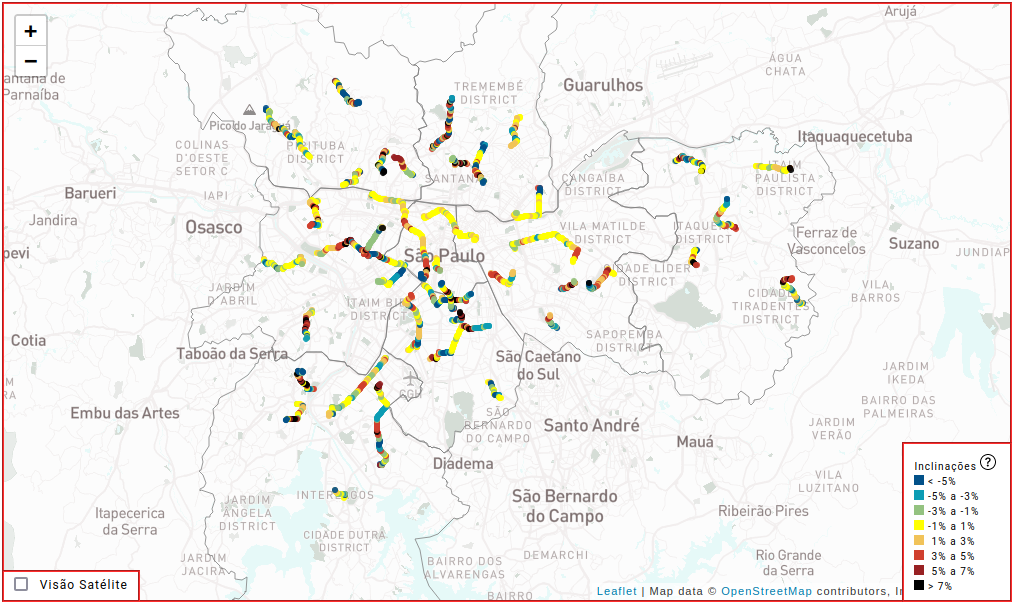 +
−
Arujá
ÁGUA
CHATA
Guarulhos
antana de
Parnaíba
TREMEMBÉ
DISTRICT
Pico do Jaraguá
Itaquaquecetuba
COLINAS
D'OESTE
SETOR C
PIRITUBA
DISTRICT
SANTANA
CANGAÍBA
DISTRICT
ITAIM
PAULISTA
DISTRICT
Barueri
IAPI
Jandira
Osasco
VILA MATILDE
DISTRICT
ITAQUERA
DISTRICT
Ferraz de
Vasconcelos
Suzano
JUNDIAP
pevi
São Paulo
CIDADE LÍDER
DISTRICT
JARDIM
D'ABRIL
ITAIM BIBI
DISTRICT
CIDADE
TIRADENTES
DISTRICT
VILA
BARROS
Cotia
Taboão da Serra
SAPOPEMBA
DISTRICT
São Caetano
do Sul
JARDIM
IKEDA
M
RA
CGH
Embu das Artes
SÃO
BERNARDO
DO CAMPO
Santo André
BAIRRO DAS
PALMEIRAS
JARDIM
VERÃO
Mauá
Diadema
VILA
LUZITANO
INTERLAGOS
JARDIM
ÂNGELA
DISTRICT
São Bernardo
do Campo
Ribeirão Pires
Itapecerica
da Serra
CIDADE DUTRA
DISTRICT
JARDIM
JACIRA
BAIRRO DOS
ALVARENGAS
DEMARCHI
Rio Grande
da Serra
BAIRRO
Visão Satélite
Leaflet | Map data © OpenStreetMap contributors,
Inclinações ?
< -5%
-5% a -3%
-3% a -1%
-1% a 1%
1% a 3%
3% a 5%
5% a 7%
> 7%